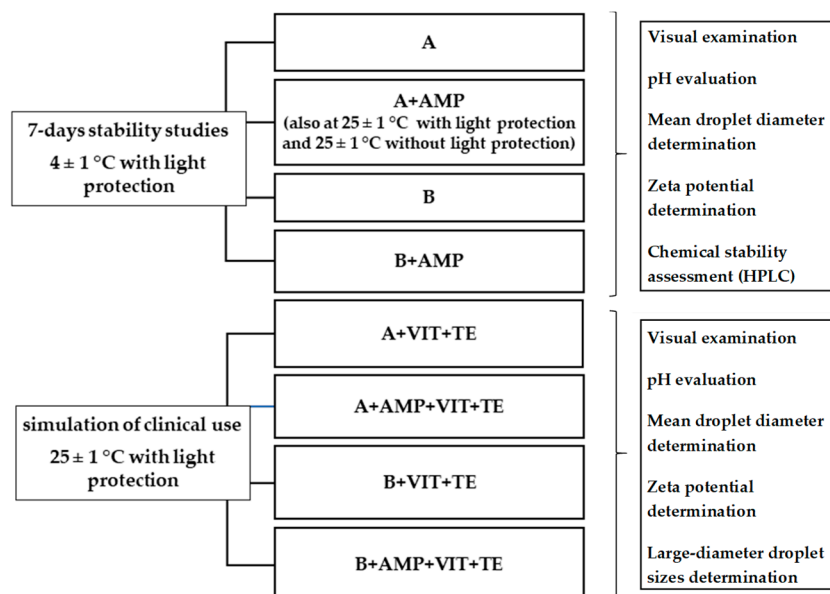 7-days stability studies
4 ± 1 °C with light
protection
A
A+AMP
(also at 25 ± 1 °C with light protection
and 25 ± 1 °C without light protection)
B
B+AMP
Visual examination
pH evaluation
Mean droplet diameter
determination
Zeta potential
determination
Chemical stability
assessment (HPLC)
simulation of clinical use
25 ± 1 °C with light
protection
A+VIT+TE
A+AMP+VIT+TE
B+VIT+TE
B+AMP+VIT+TE
Visual examination
pH evaluation
Mean droplet diameter
determination
Zeta potential
determination
Large-diameter droplet
sizes determination